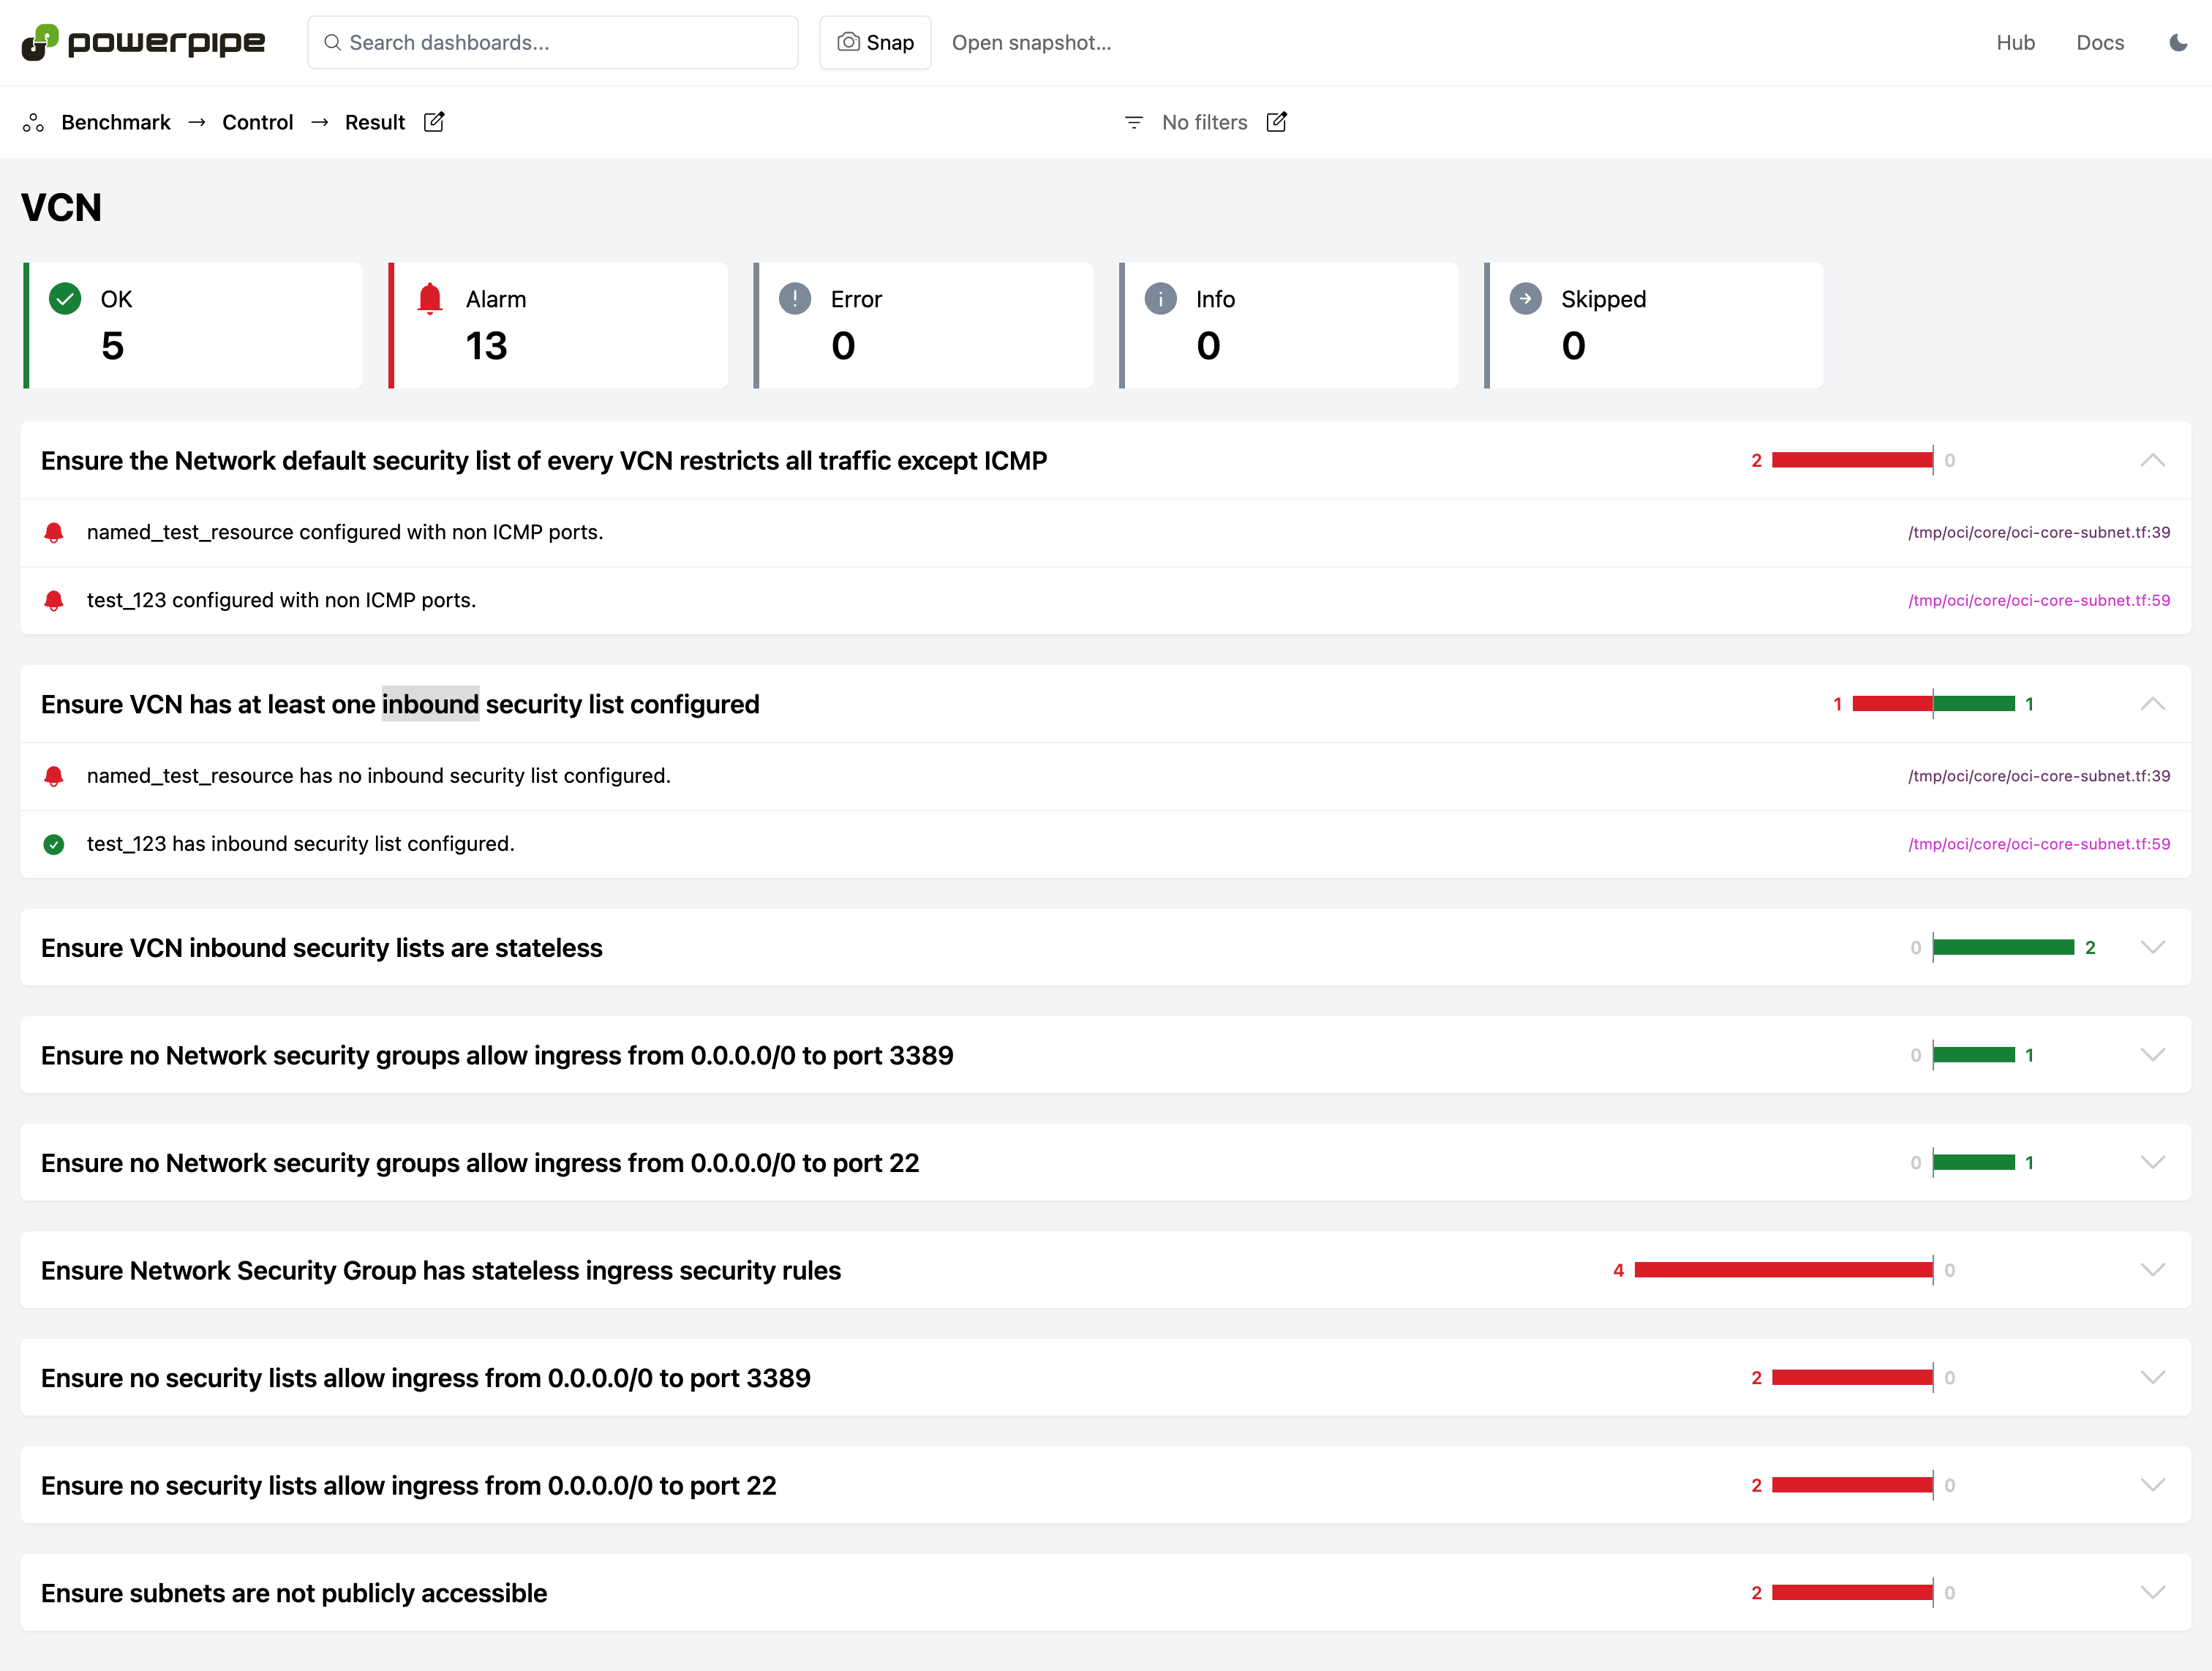 powerpipe Search dashboards... Snap Open snapshot... Hub Docs
Benchmark → Control → Result No filters
VCN
OK
5
Alarm
13
Error
0
Info
0
Skipped
0
Ensure the Network default security list of every VCN restricts all traffic except ICMP 2 0
named_test_resource configured with non ICMP ports. /tmp/oci/core/oci-core-subnet.tf:39
test_123 configured with non ICMP ports. /tmp/oci/core/oci-core-subnet.tf:59
Ensure VCN has at least one inbound security list configured 1 1
named_test_resource has no inbound security list configured. /tmp/oci/core/oci-core-subnet.tf:39
test_123 has inbound security list configured. /tmp/oci/core/oci-core-subnet.tf:59
Ensure VCN inbound security lists are stateless 0 2
Ensure no Network security groups allow ingress from 0.0.0.0/0 to port 3389 0 1
Ensure no Network security groups allow ingress from 0.0.0.0/0 to port 22 0 1
Ensure Network Security Group has stateless ingress security rules 4 0
Ensure no security lists allow ingress from 0.0.0.0/0 to port 3389 2 0
Ensure no security lists allow ingress from 0.0.0.0/0 to port 22 2 0
Ensure subnets are not publicly accessible 2 0